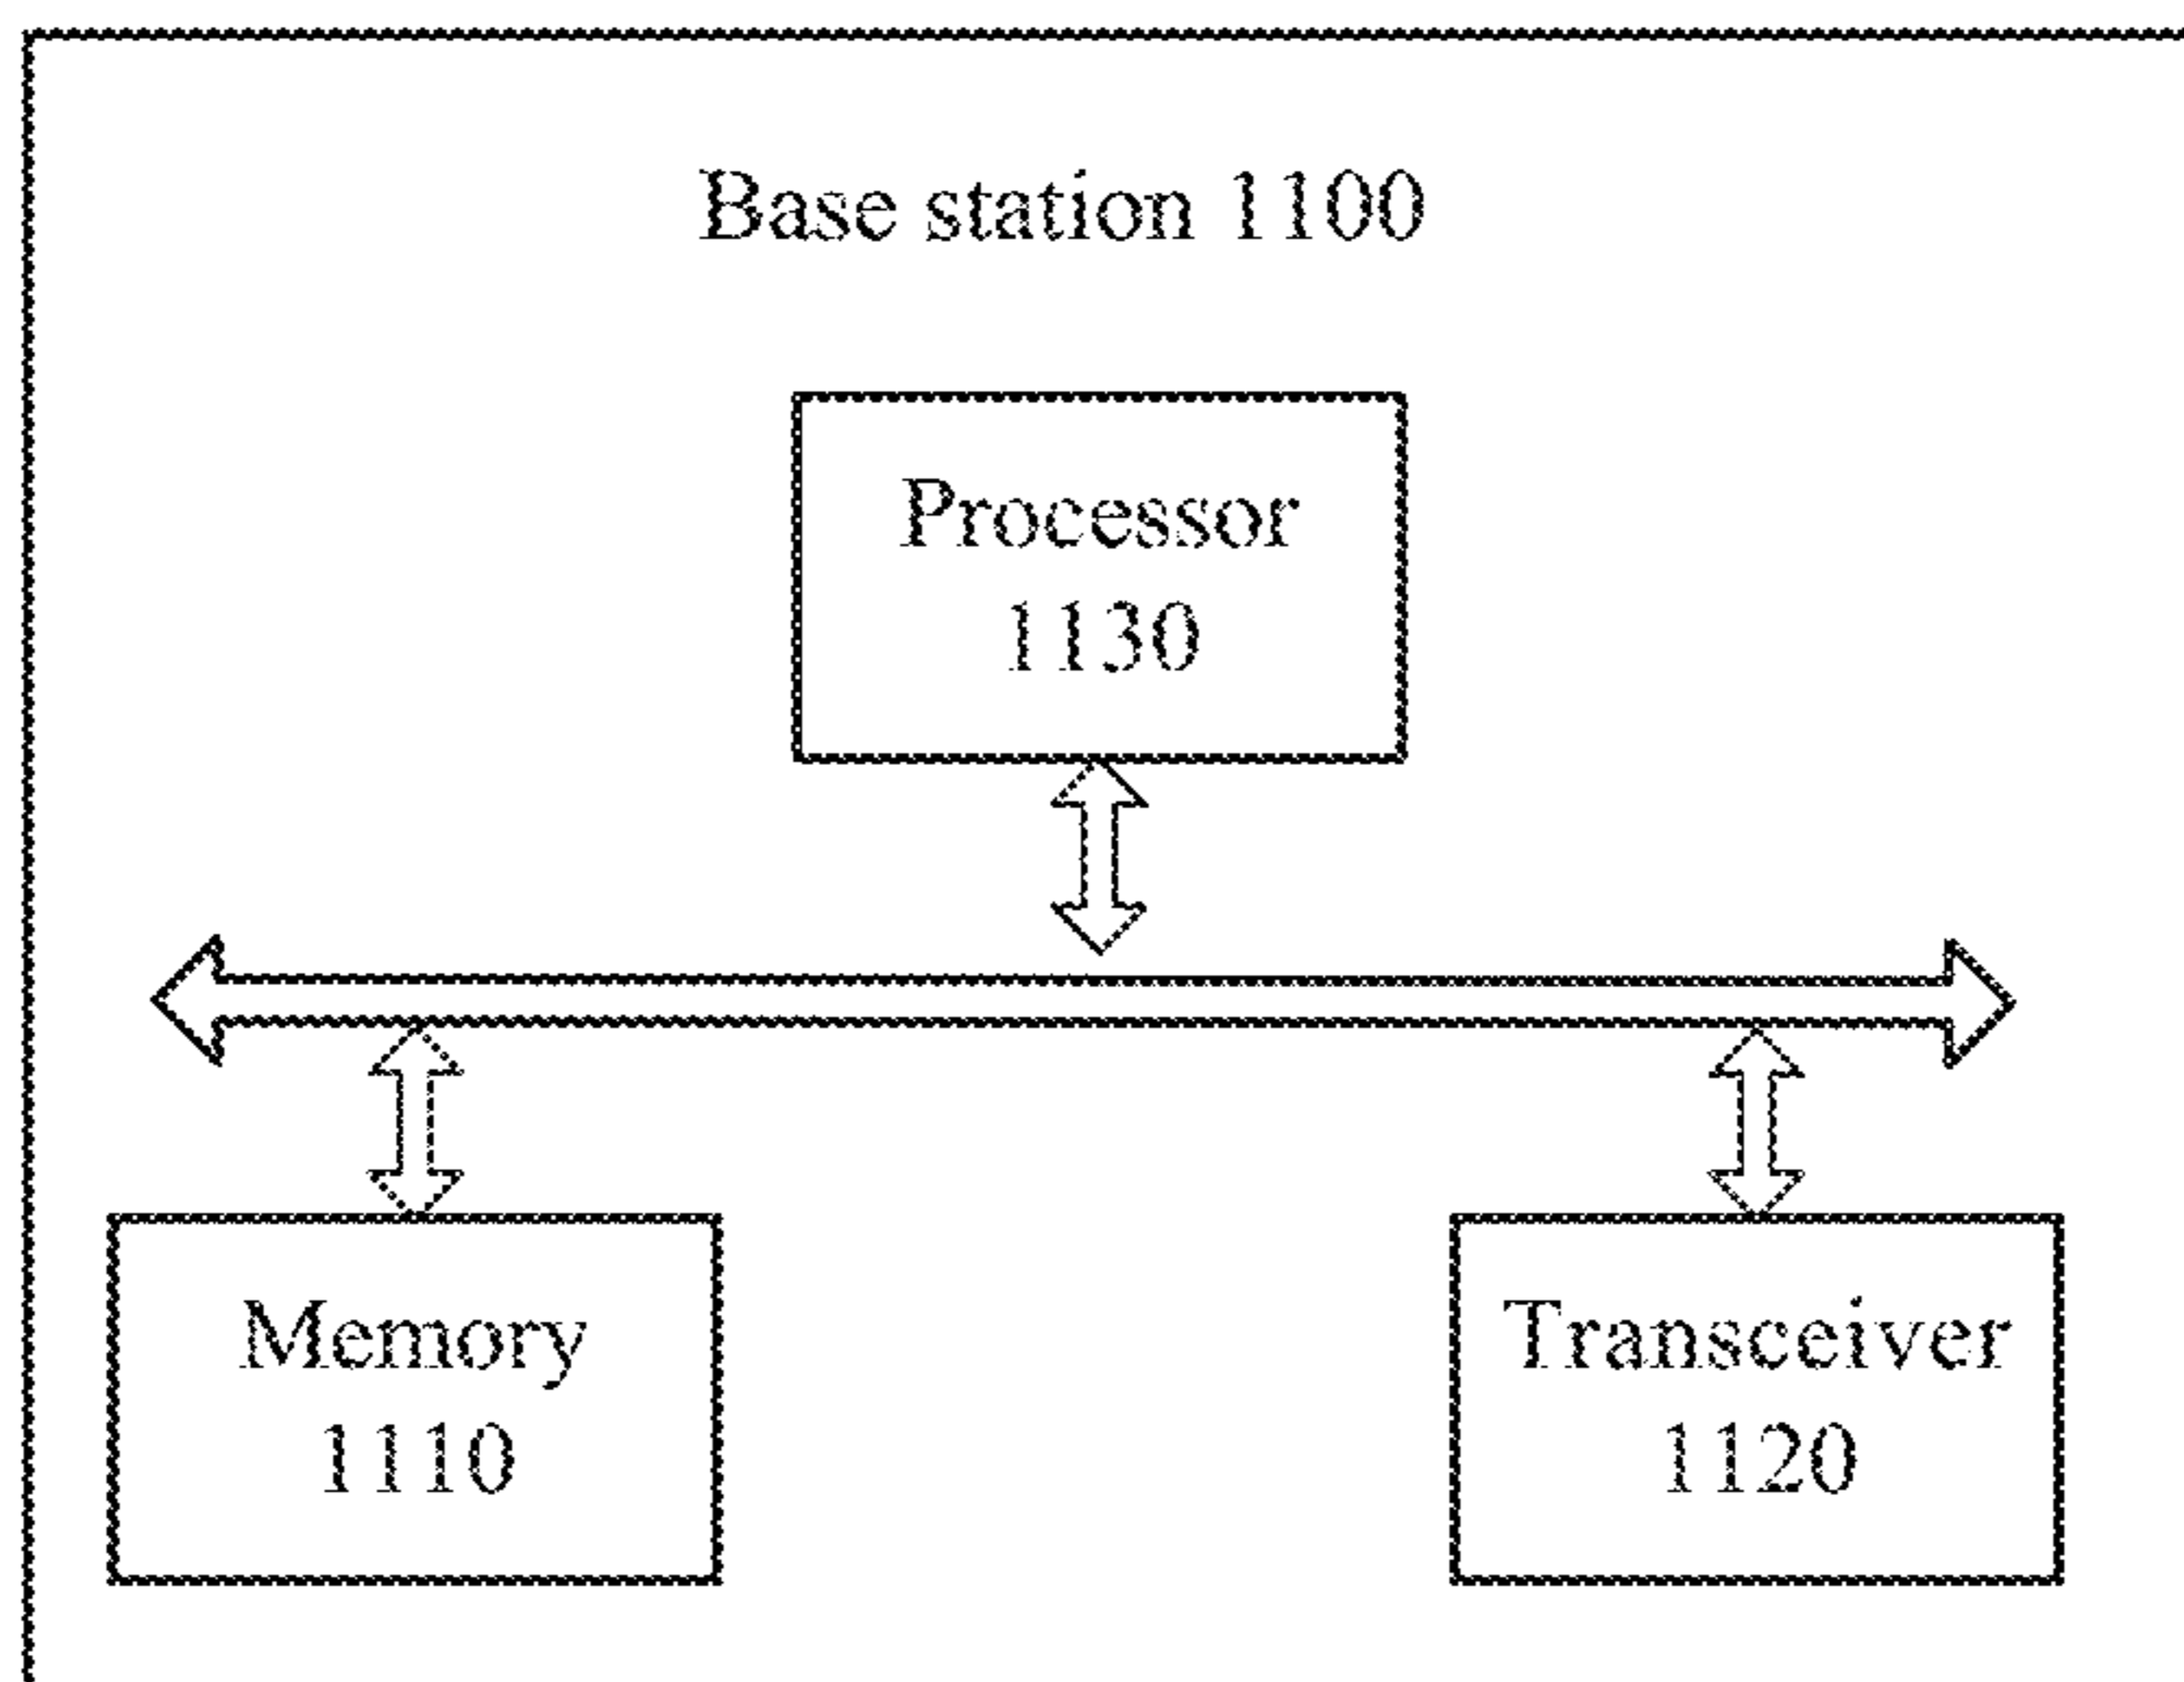 Base station 1100
Processor
1130
Memory
1110
Transceiver
1120